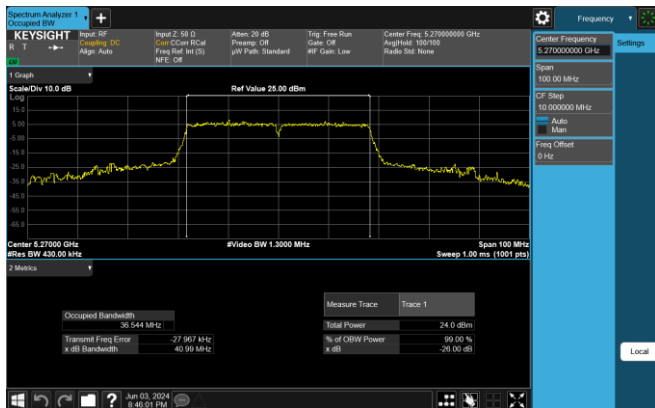 Spectrum Analyzer 1
Occupied BW
Frequency
KEYSIGHT
R T
Input: RF
Coupling: DC
Align: Auto
Input Z: 50 Ω
Corr CCorr RCal
Freq Ref: Int (S)
NFE: Off
Atten: 20 dB
Preamp: Off
µW Path: Standard
Trig: Free Run
Gate: Off
#IF Gain: Low
Center Freq: 5.270000000 GHz
Avg|Hold: 100/100
Radio Std: None
Center Frequency
5.270000000 GHz
Settings
Span
100.00 MHz
CF Step
10.000000 MHz
Auto
Man
Freq Offset
0 Hz
Local
1 Graph
Scale/Div 10.0 dB
Ref Value 25.00 dBm
Log
15.0
5.00
-5.00
-15.0
-25.0
-35.0
-45.0
-55.0
-65.0
Center 5.27000 GHz
#Video BW 1.3000 MHz
Span 100 MHz
#Res BW 430.00 kHz
Sweep 1.00 ms (1001 pts)
2 Metrics
Measure Trace
Trace 1
Occupied Bandwidth
36.544 MHz
Total Power
24.0 dBm
Transmit Freq Error
-27.967 kHz
% of OBW Power
99.00 %
x dB Bandwidth
40.99 MHz
x dB
-26.00 dB
Jun 03, 2024
8:46:01 PM